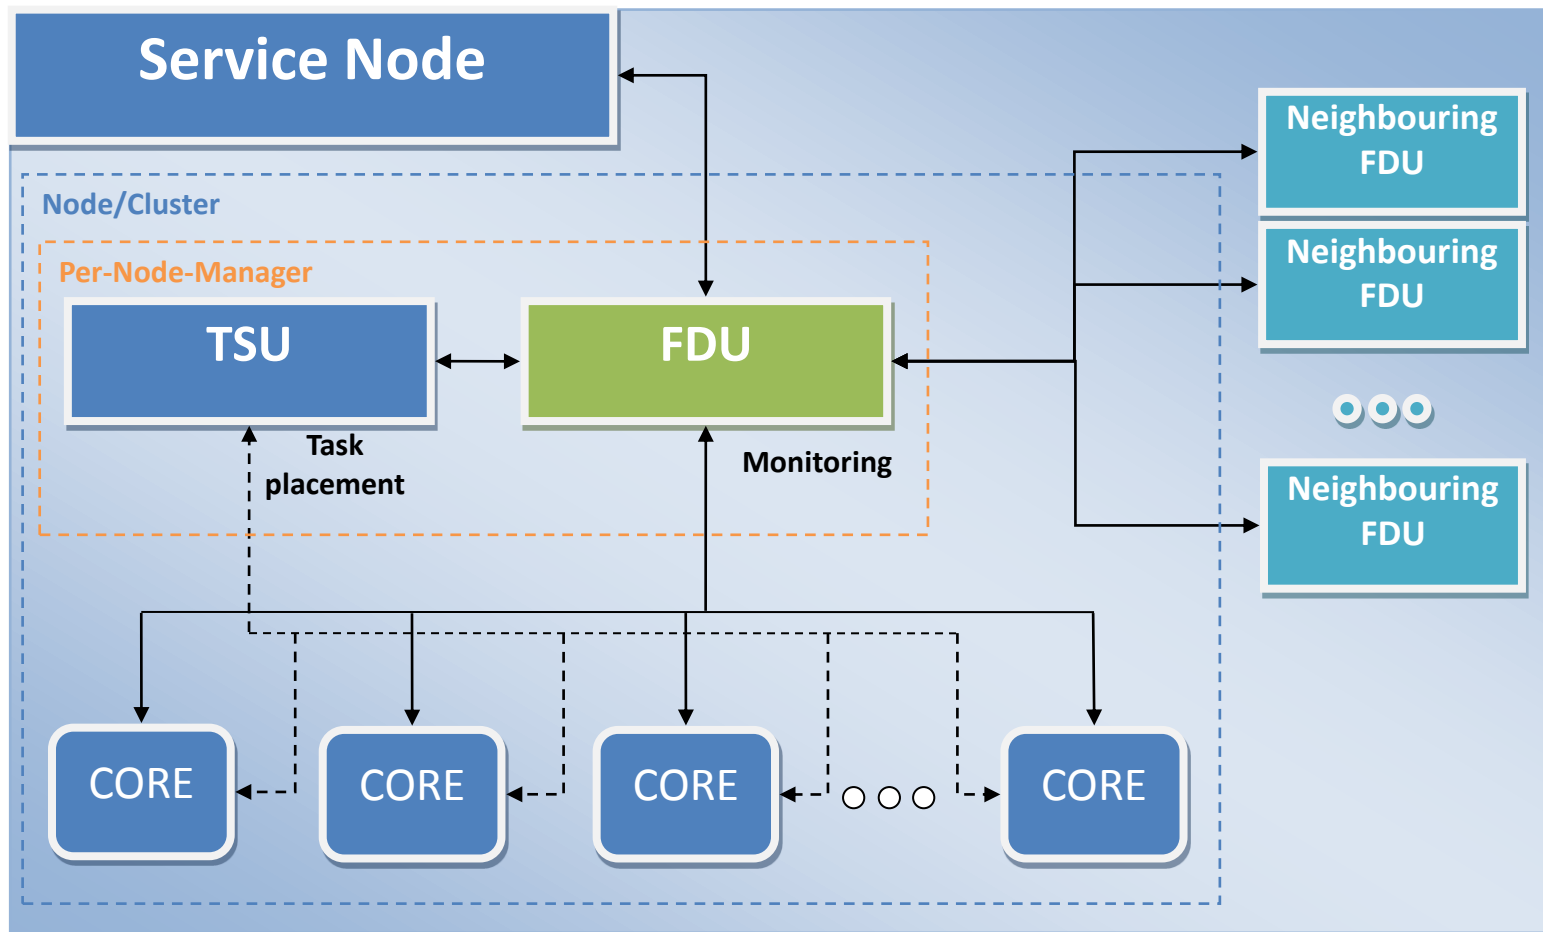 Service Node
Neighbouring
FDU
Node/Cluster
Neighbouring
FDU
Per-Node-Manager
TSU
FDU
Task
placement
Monitoring
Neighbouring
FDU
CORE
CORE
CORE
CORE